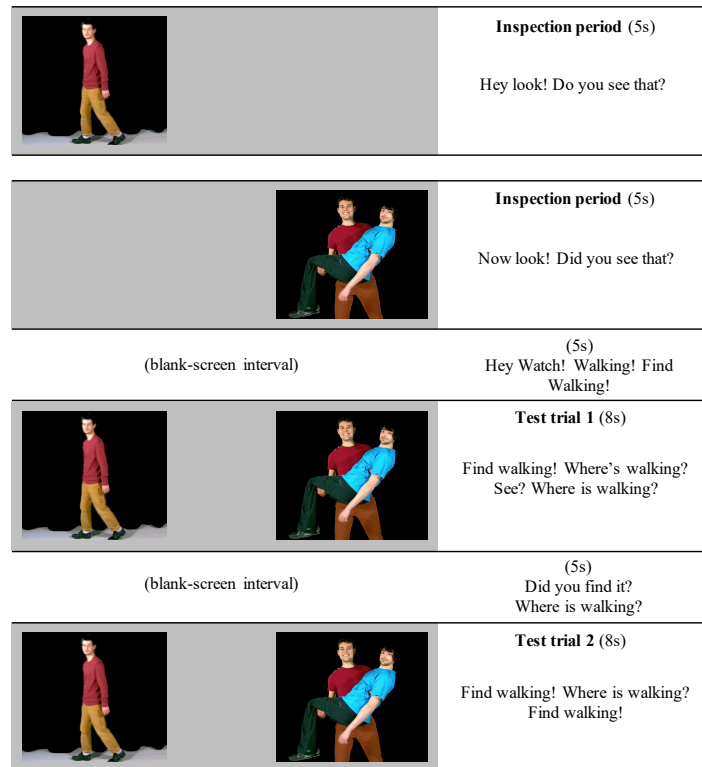 Inspection period (5s)
Hey look! Do you see that?
Inspection period (5s)
Now look! Did you see that?
(blank-screen interval)
(5s)
Hey Watch! Walking! Find
Walking!
Test trial 1 (8s)
Find walking! Where's walking?
See? Where is walking?
(blank-screen interval)
(5s)
Did you find it?
Where is walking?
Test trial 2 (8s)
Find walking! Where is walking?
Find walking!